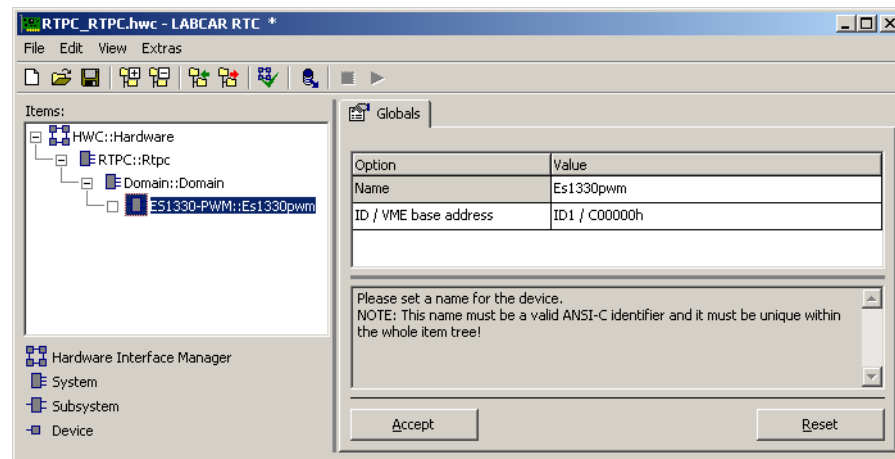 RTPC_RTPC.hwc - LABCAR RTC *
File Edit View Extras
Items:
HWC::Hardware
RTPC::Rtpc
Domain::Domain
ES1330-PWM::Es1330pwm
Hardware Interface Manager
System
Subsystem
Device
Globals
Option Value
Name Es1330pwm
ID / VME base address ID1 / C00000h
Please set a name for the device.
NOTE: This name must be a valid ANSI-C identifier and it must be unique within
the whole item tree!
Accept Reset